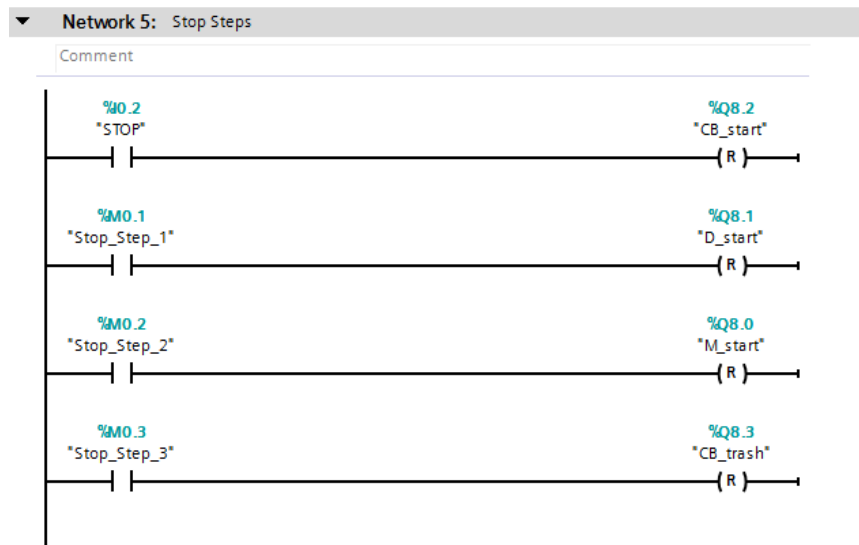 Network 5: Stop Steps
Comment
%I0.2 %Q8.2
"STOP" "CB_start"
R
%M0.1 %Q8.1
"Stop_Step_1" "D_start"
R
%M0.2 %Q8.0
"Stop_Step_2" "M_start"
R
%M0.3 %Q8.3
"Stop_Step_3" "CB_trash"
R